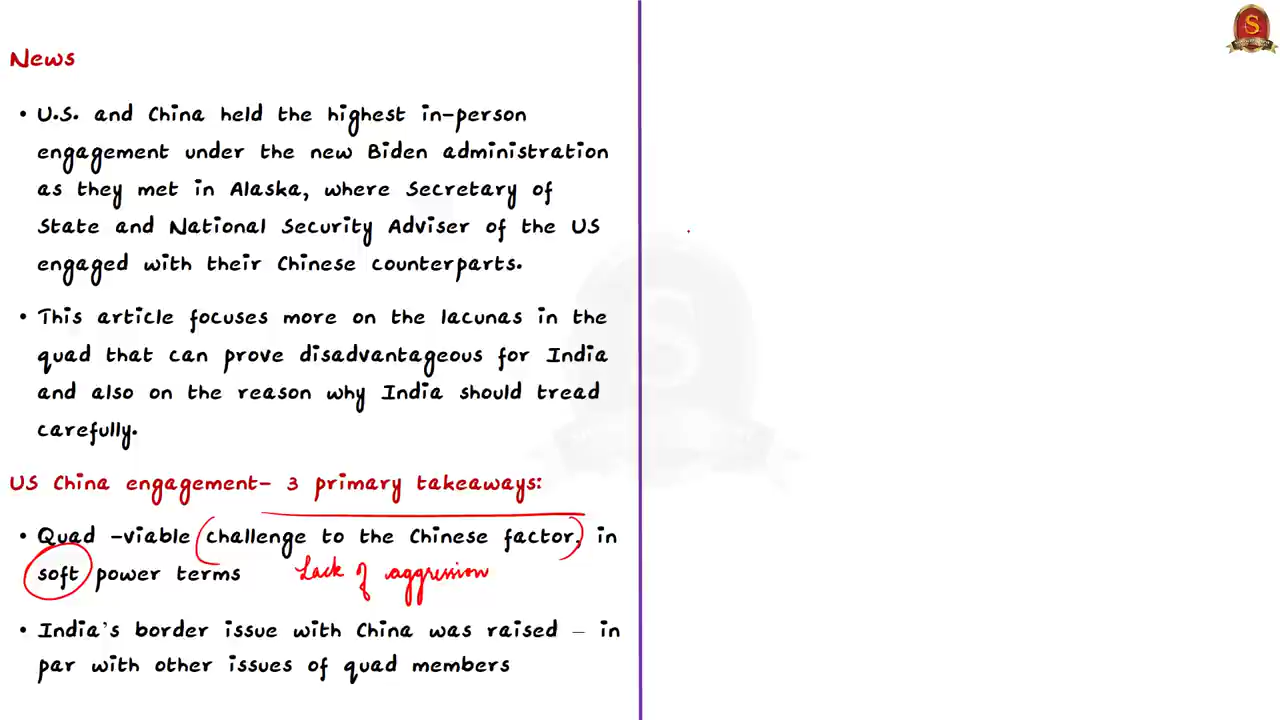 News
• U.S. and China held the highest in-person
engagement under the new Biden administration
as they met in Alaska, where Secretary of
State and National Security Adviser of the US
engaged with their Chinese counterparts.
• This article focuses more on the lacunas in the
quad that can prove disadvantageous for India
and also on the reason why India should tread
carefully.
US China engagement- 3 primary takeaways:
• Quad -viable challenge to the Chinese factor, in
soft power terms Lack of aggression
• India's border issue with China was raised – in
par with other issues of quad members
S
S